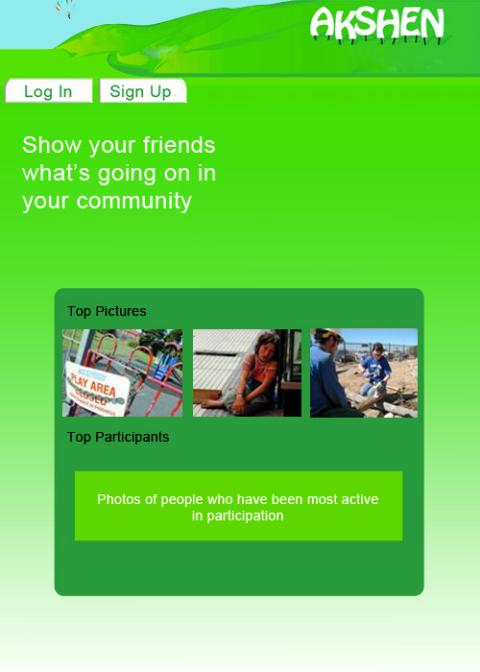 AKSHEN
Log In
Sign Up
Show your friends
what's going on in
your community
Top Pictures
PLAY AREA
CLOSED
Top Participants
Photos of people who have been most active
in participation